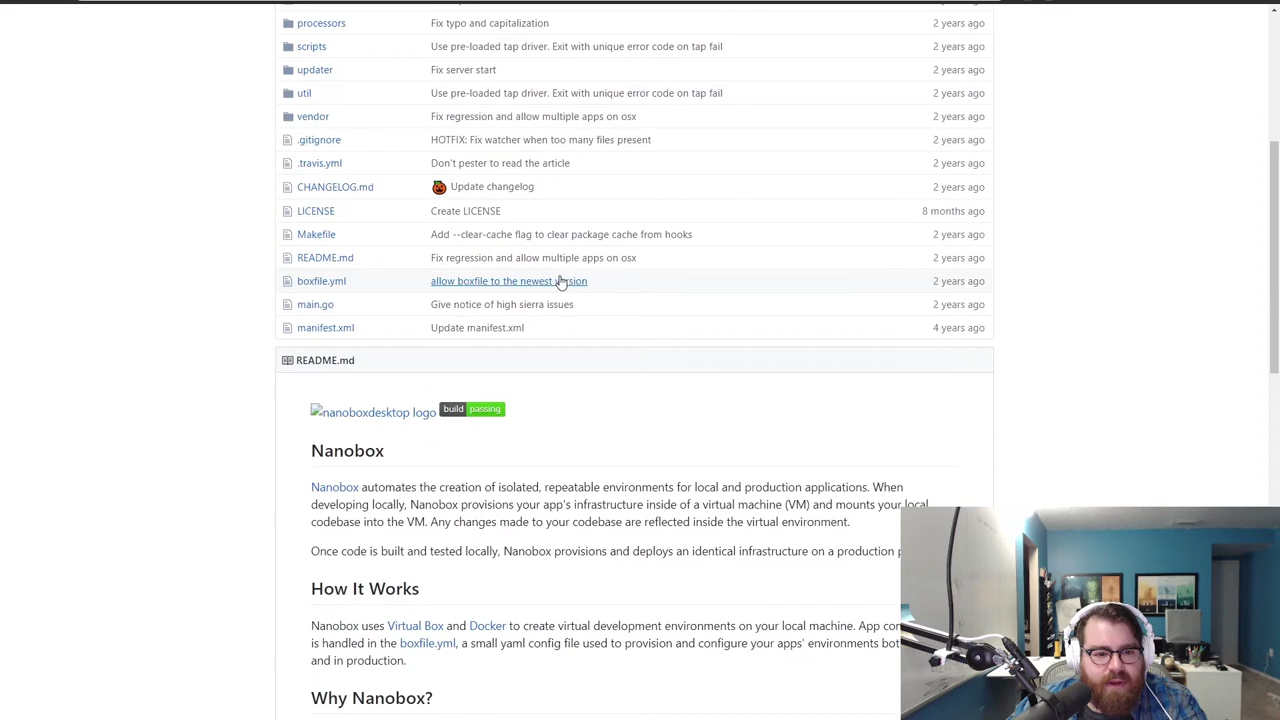 processors Fix typo and capitalization 2 years ago
scripts Use pre-loaded tap driver. Exit with unique error code on tap fail 2 years ago
updater Fix server start 2 years ago
util Use pre-loaded tap driver. Exit with unique error code on tap fail 2 years ago
vendor Fix regression and allow multiple apps on osx 2 years ago
.gitignore HOTFIX: Fix watcher when too many files present 2 years ago
.travis.yml Don't pester to read the article 2 years ago
CHANGELOG.md Update changelog 2 years ago
LICENSE Create LICENSE 8 months ago
Makefile Add --clear-cache flag to clear package cache from hooks 2 years ago
README.md Fix regression and allow multiple apps on osx 2 years ago
boxfile.yml allow boxfile to the newest version 2 years ago
main.go Give notice of high sierra issues 2 years ago
manifest.xml Update manifest.xml 4 years ago
README.md
nanoboxdesktop logo build passing
Nanobox
Nanobox automates the creation of isolated, repeatable environments for local and production applications. When
developing locally, Nanobox provisions your app's infrastructure inside of a virtual machine (VM) and mounts your local
codebase into the VM. Any changes made to your codebase are reflected inside the virtual environment.
Once code is built and tested locally, Nanobox provisions and deploys an identical infrastructure on a production
How It Works
Nanobox uses Virtual Box and Docker to create virtual development environments on your local machine. App
is handled in the boxfile.yml, a small yaml config file used to provision and configure your apps' environments
and in production.
Why Nanobox?